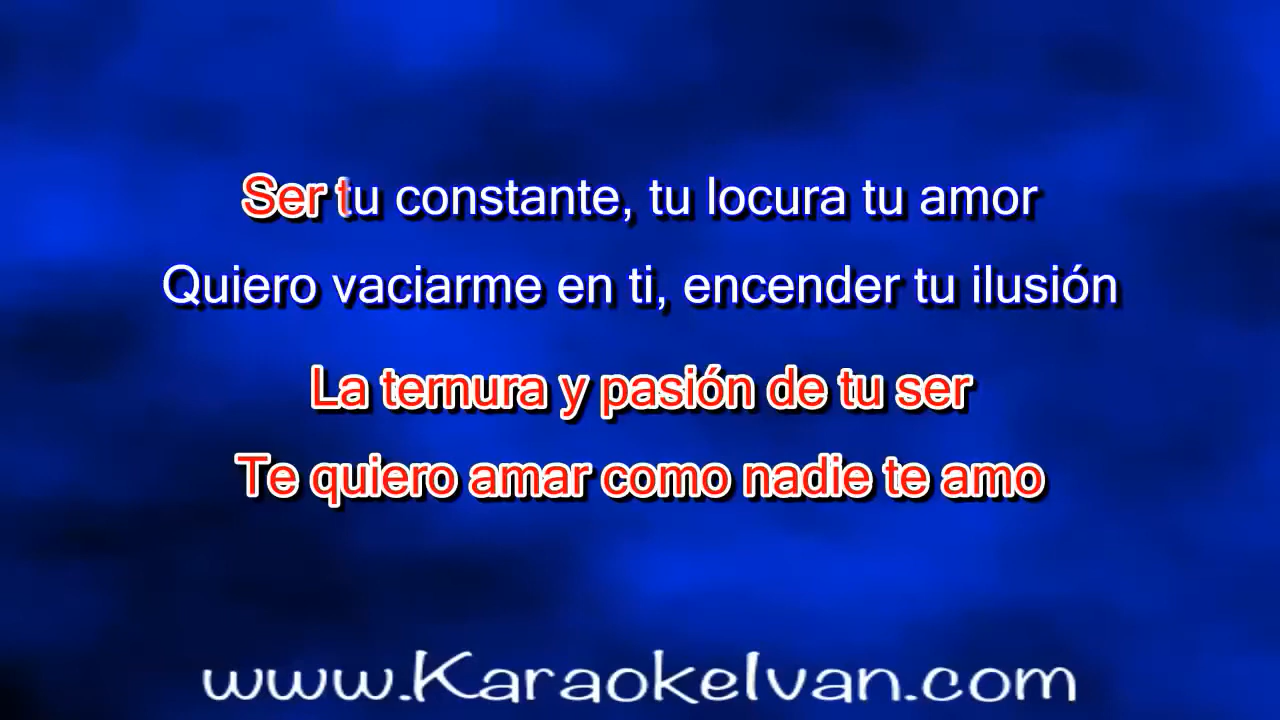 Ser tu constante, tu locura tu amor
Quiero vaciarme en ti, encender tu ilusión
La ternura y pasión de tu ser
Te quiero amar como nadie te amo
www.KaraokeIvan.com